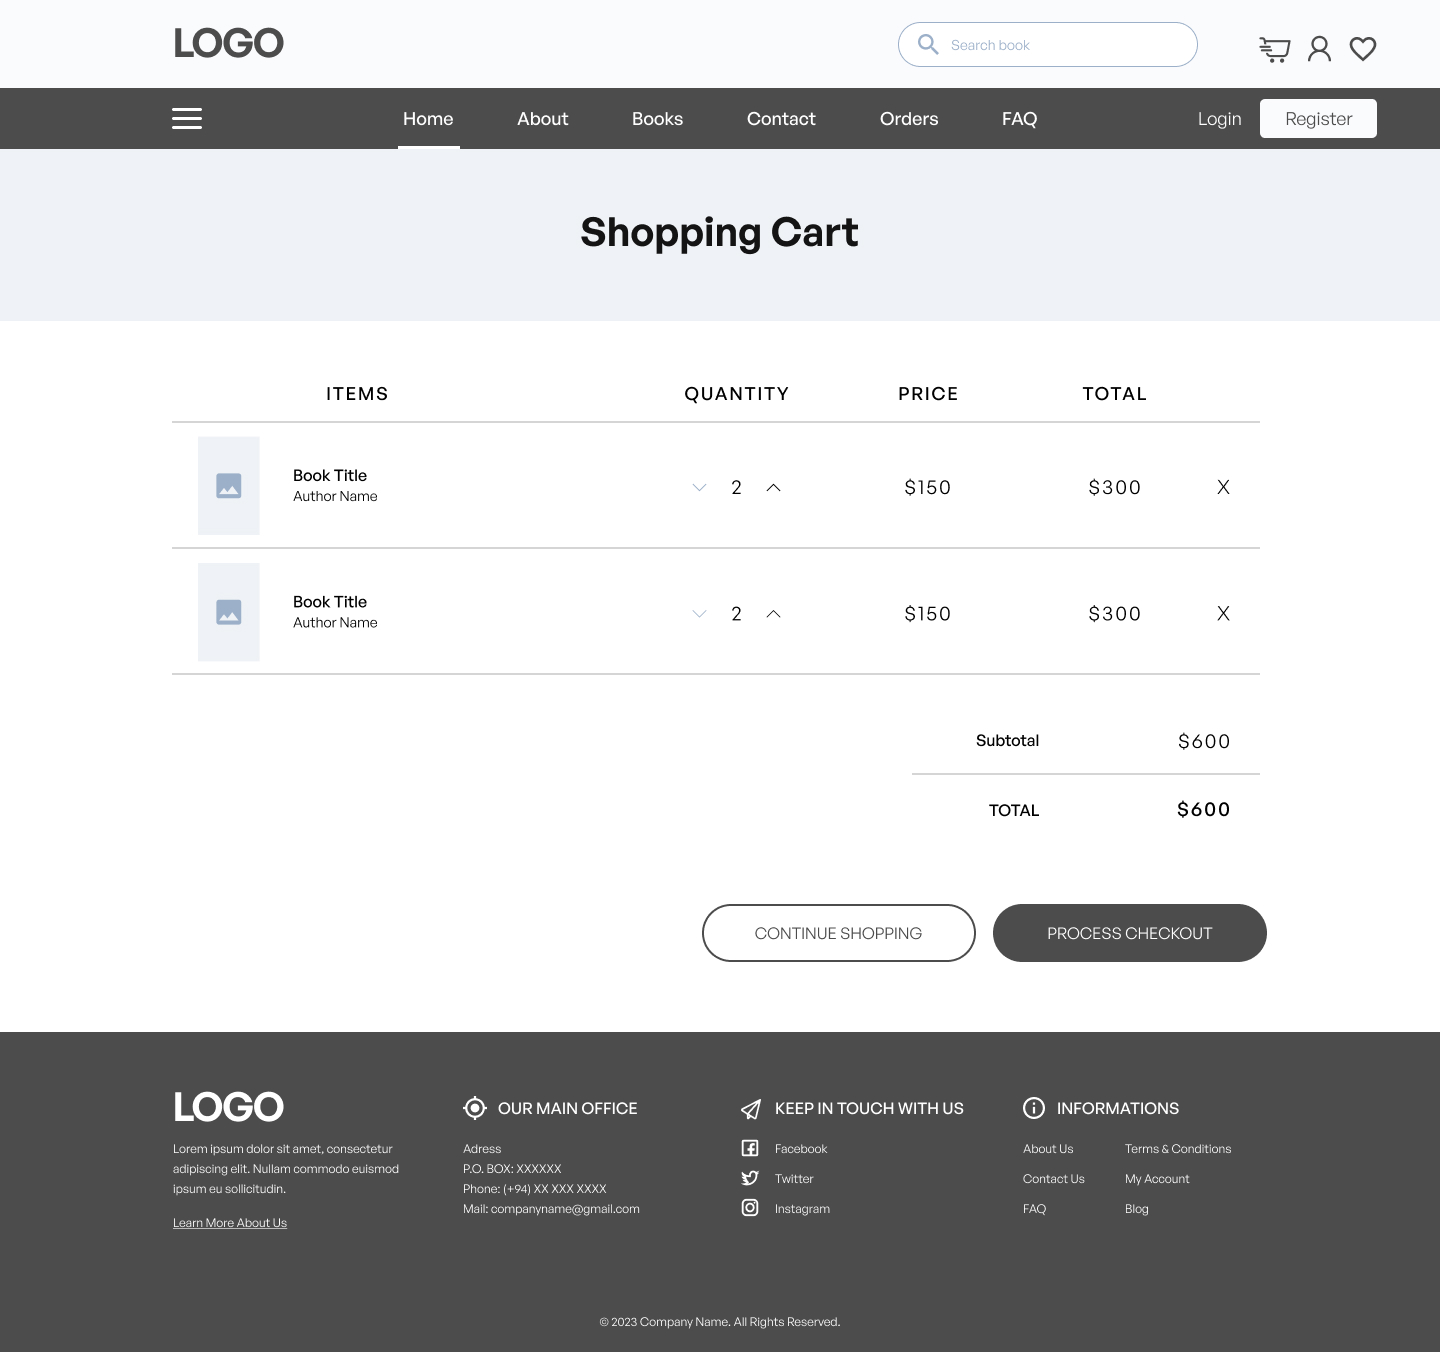 LOGO
Search book
Home About Books Contact Orders FAQ Login Register
Shopping Cart
ITEMS QUANTITY PRICE TOTAL
Book Title
Author Name
2 $150 $300 X
Book Title
Author Name
2 $150 $300 X
Subtotal $600
TOTAL $600
CONTINUE SHOPPING PROCESS CHECKOUT
LOGO
Lorem ipsum dolor sit amet, consectetur
adipiscing elit. Nullam commodo euismod
ipsum eu sollicitudin.
Learn More About Us
OUR MAIN OFFICE
Adress
P.O. BOX: XXXXXX
Phone: (+94) XX XXX XXXX
Mail: companyname@gmail.com
KEEP IN TOUCH WITH US
Facebook
Twitter
Instagram
INFORMATIONS
About Us Terms & Conditions
Contact Us My Account
FAQ Blog
© 2023 Company Name. All Rights Reserved.